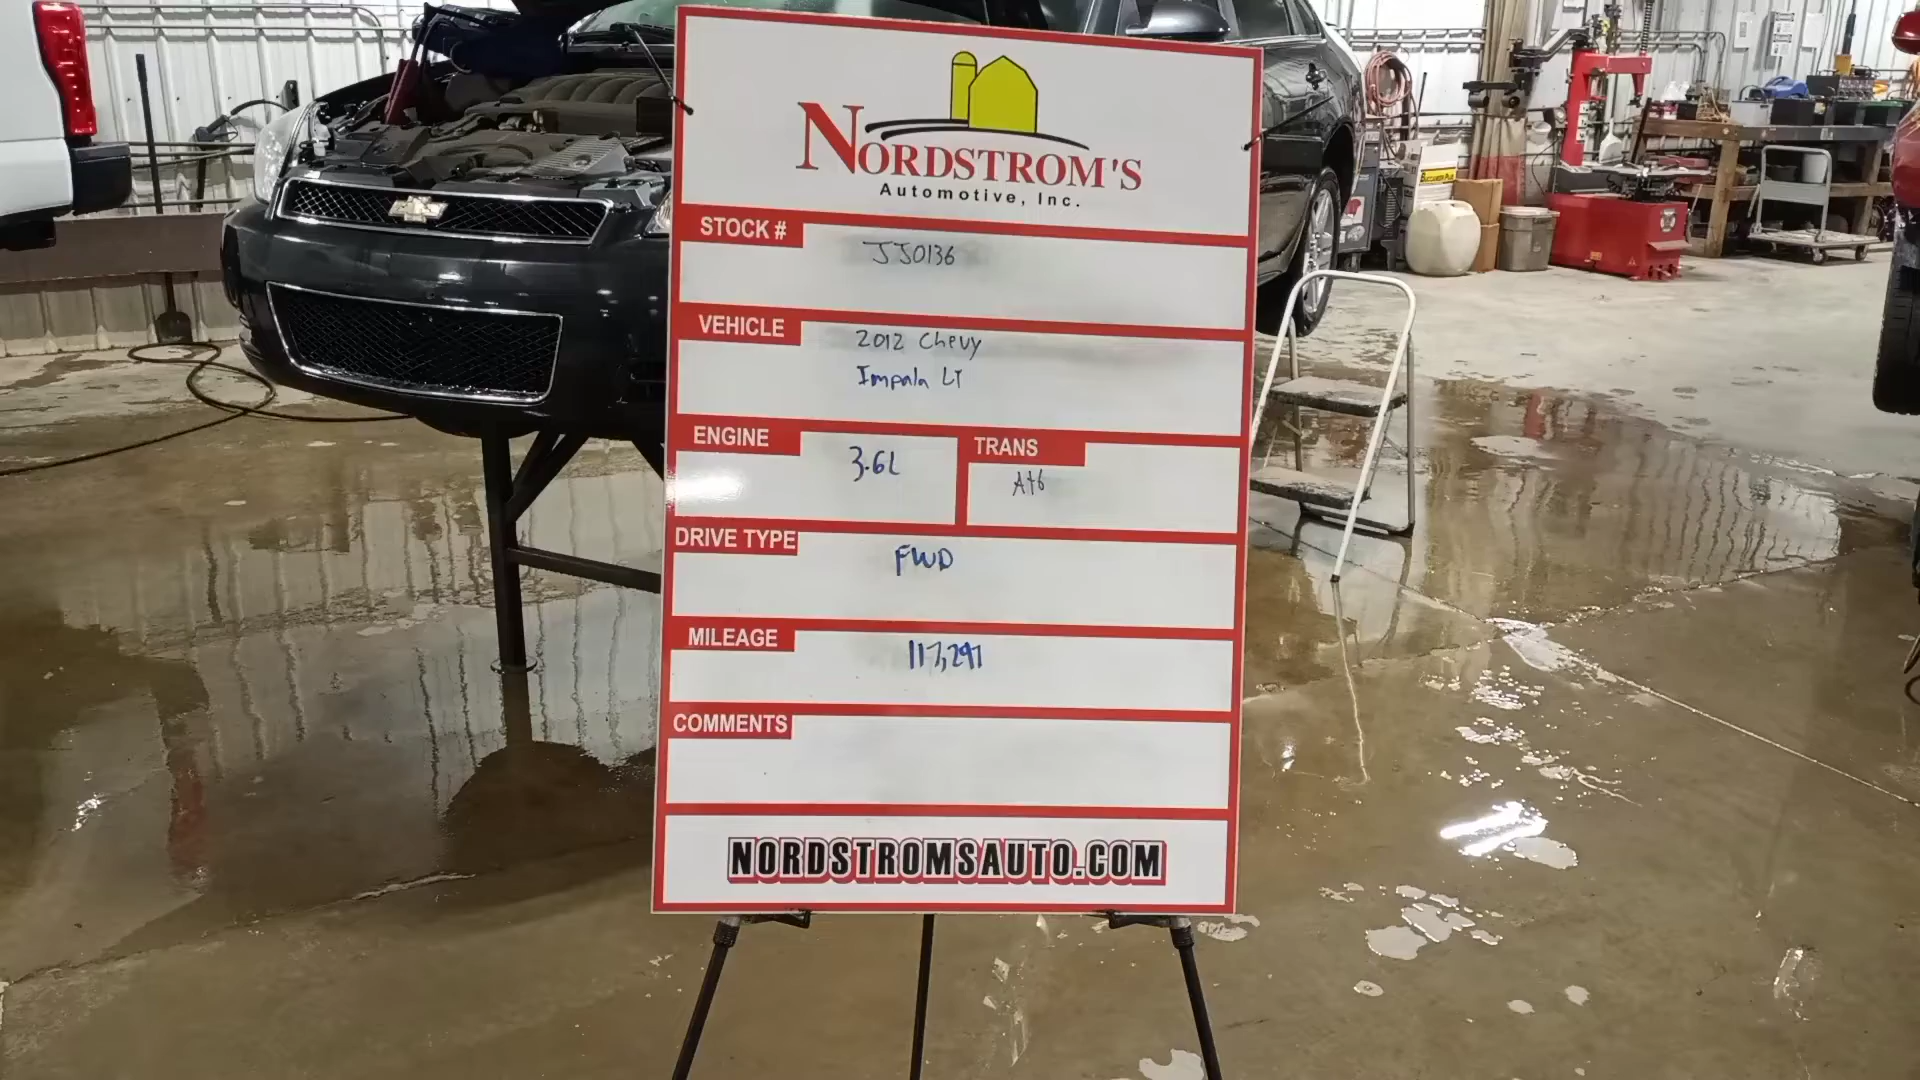 NORDSTROM'S
Automotive, Inc.
STOCK #
JJ0136
VEHICLE
2012 Chevy
Impala LT
ENGINE
3.6L
TRANS
At6
DRIVE TYPE
FWD
MILEAGE
117,297
COMMENTS
NORDSTROMSAUTO.COM